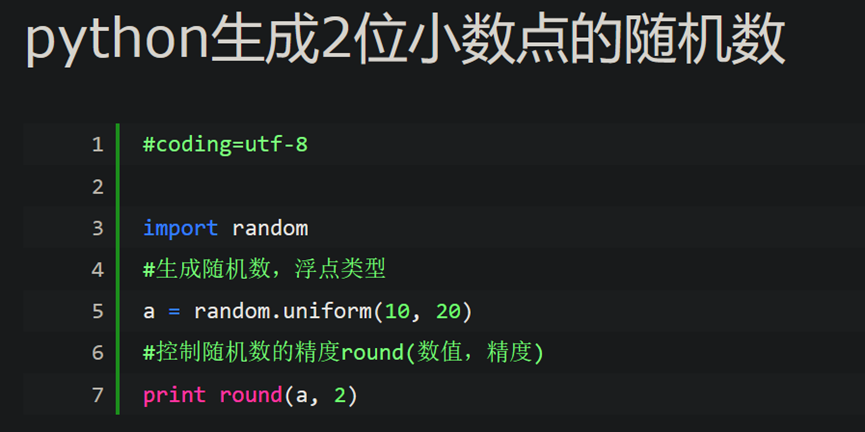 python生成2位小数点的随机数
1 #coding=utf-8
2
3 import random
4 #生成随机数，浮点类型
5 a = random.uniform(10, 20)
6 #控制随机数的精度round(数值，精度)
7 print round(a, 2)